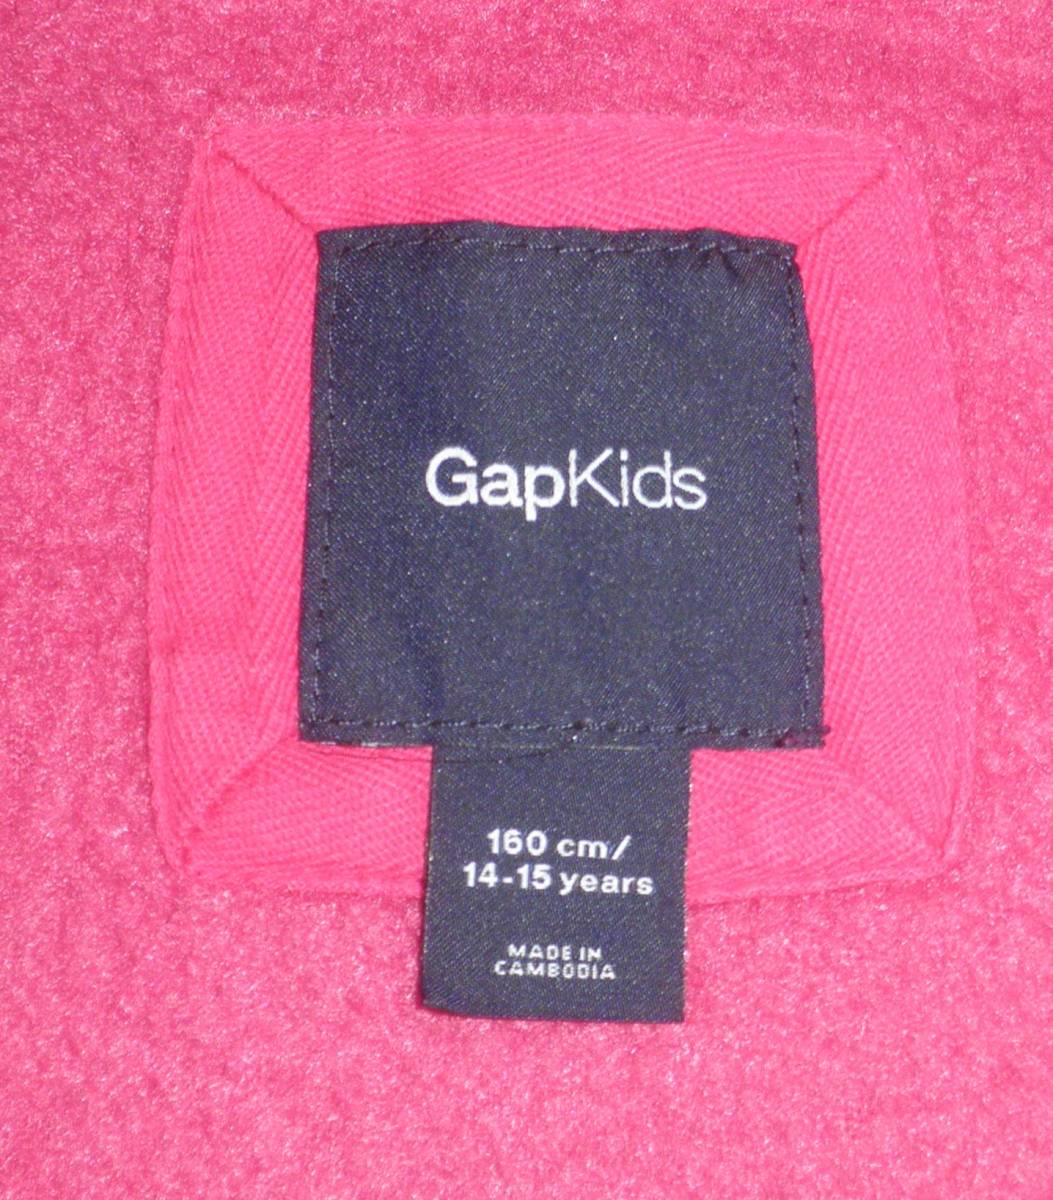 GapKids
160 cm/
14-15 years
MADE IN
CAMBODIA